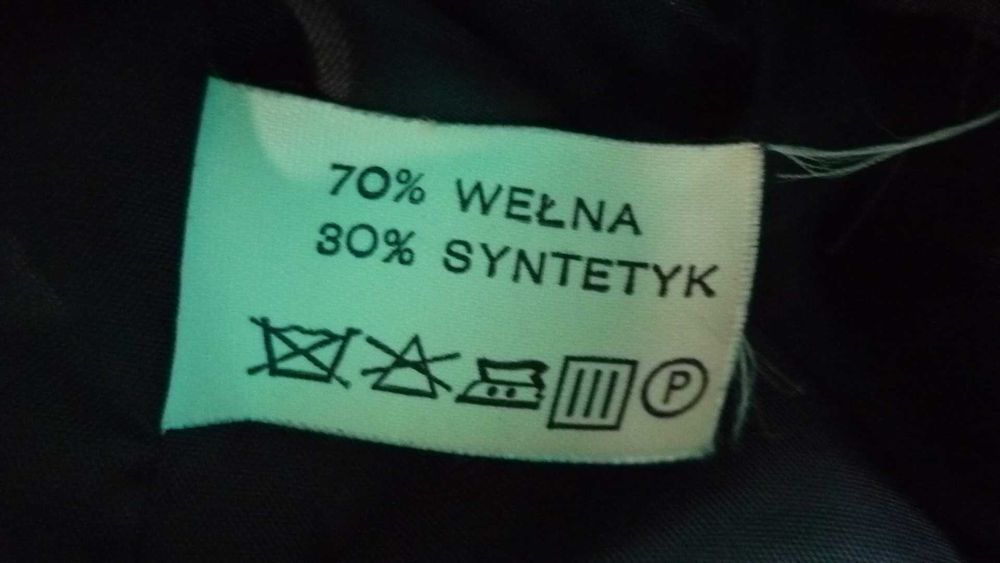 70% WEŁNA
30% SYNTETYK
P